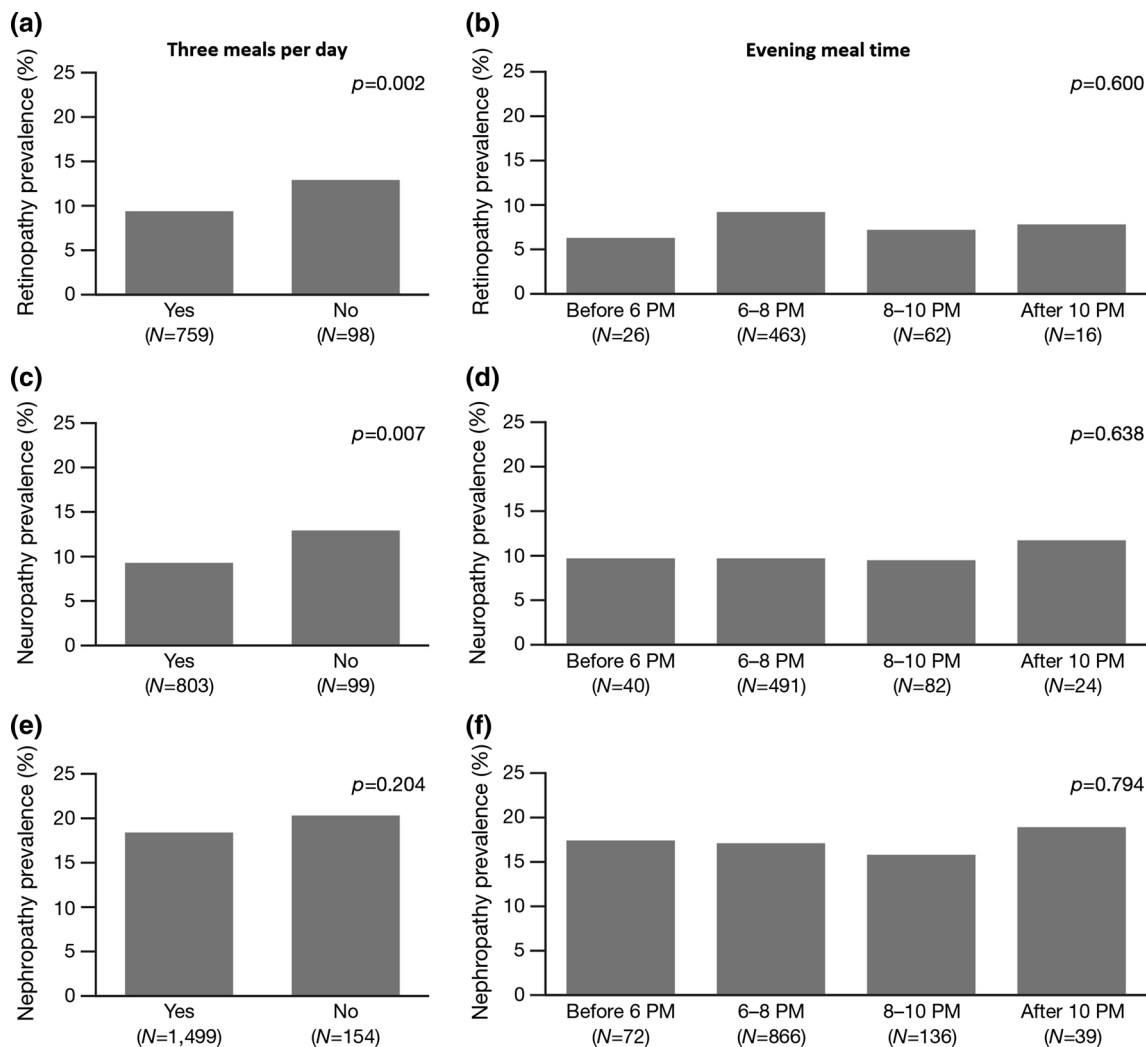 (a)
Three meals per day
Retinopathy prevalence (%)
25
20
15
10
5
0
p=0.002
Yes
No
(N=759)
(N=98)
(b)
Evening meal time
Retinopathy prevalence (%)
25
20
15
10
5
0
p=0.600
Before 6 PM
6–8 PM
8–10 PM
After 10 PM
(N=26)
(N=463)
(N=62)
(N=16)
(c)
Neuropathy prevalence (%)
25
20
15
10
5
0
p=0.007
Yes
No
(N=803)
(N=99)
(d)
Neuropathy prevalence (%)
25
20
15
10
5
0
p=0.638
Before 6 PM
6–8 PM
8–10 PM
After 10 PM
(N=40)
(N=491)
(N=82)
(N=24)
(e)
Nephropathy prevalence (%)
25
20
15
10
5
0
p=0.204
Yes
No
(N=1,499)
(N=154)
(f)
Nephropathy prevalence (%)
25
20
15
10
5
0
p=0.794
Before 6 PM
6–8 PM
8–10 PM
After 10 PM
(N=72)
(N=866)
(N=136)
(N=39)